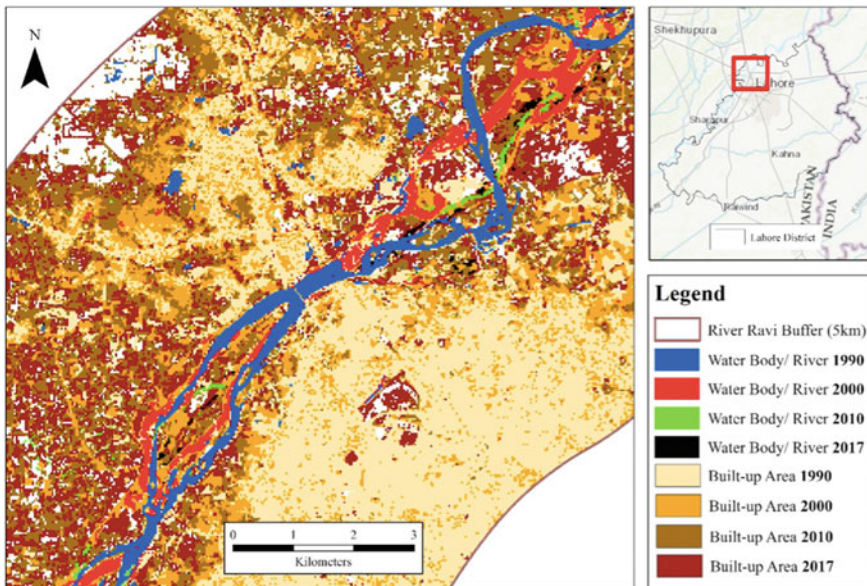 N
Shekhupura
Lahore
Sharapur
Kahna
Raiwind
PAKISTAN
INDIA
Lahore District
Legend
River Ravi Buffer (5km)
Water Body/ River 1990
Water Body/ River 2000
Water Body/ River 2010
Water Body/ River 2017
Built-up Area 1990
Built-up Area 2000
Built-up Area 2010
Built-up Area 2017
0 1 2 3
Kilometers